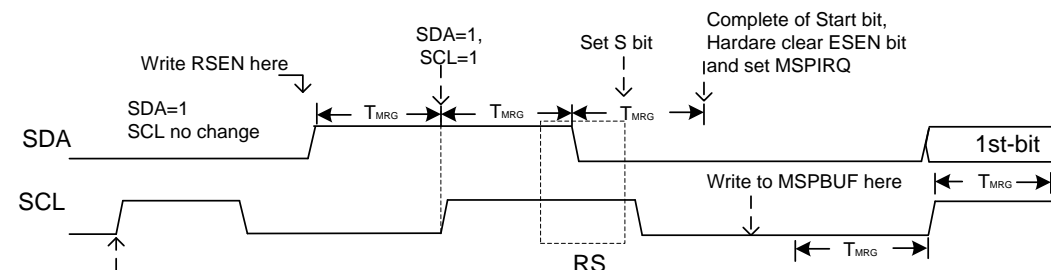 Complete of Start bit,
Hardare clear ESEN bit
and set MSPIRQ
SDA=1,
SCL=1
Set S bit
Write RSEN here
SDA=1
SCL no change
TMRG
TMRG
TMRG
SDA
1st-bit
Write to MSPBUF here
TMRG
SCL
TMRG
RS